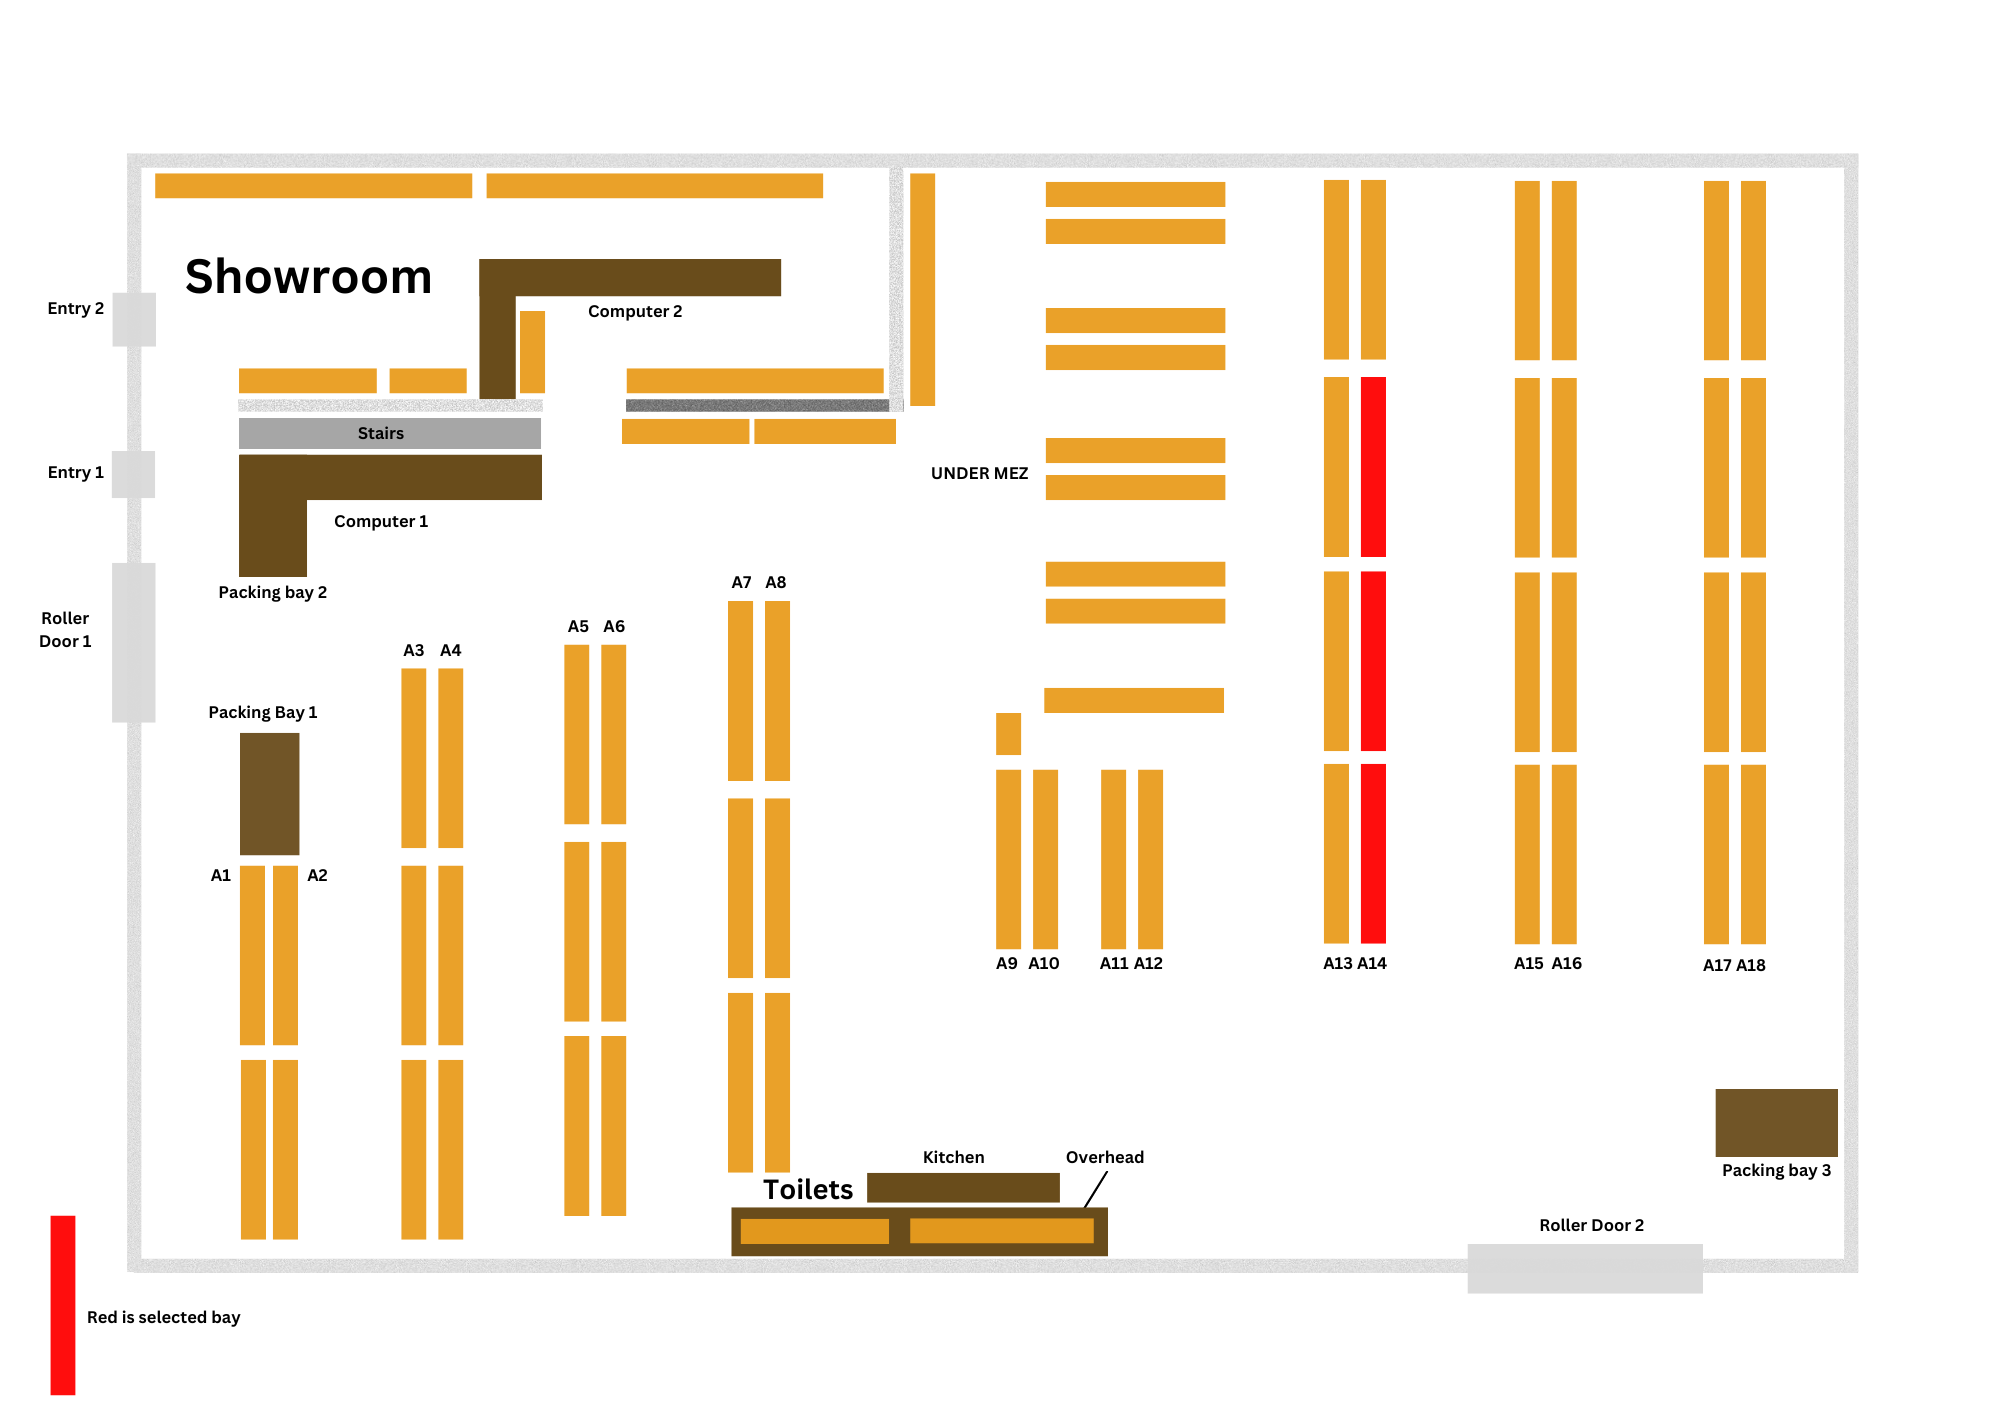 Showroom
Entry 2
Computer 2
Stairs
Entry 1
UNDER MEZ
Computer 1
Packing bay 2
A7 A8
Roller
Door 1
A5 A6
A3 A4
Packing Bay 1
A1 A2
A9 A10 A11 A12
A13 A14
A15 A16
A17 A18
Kitchen
Overhead
Packing bay 3
Toilets
Roller Door 2
Red is selected bay